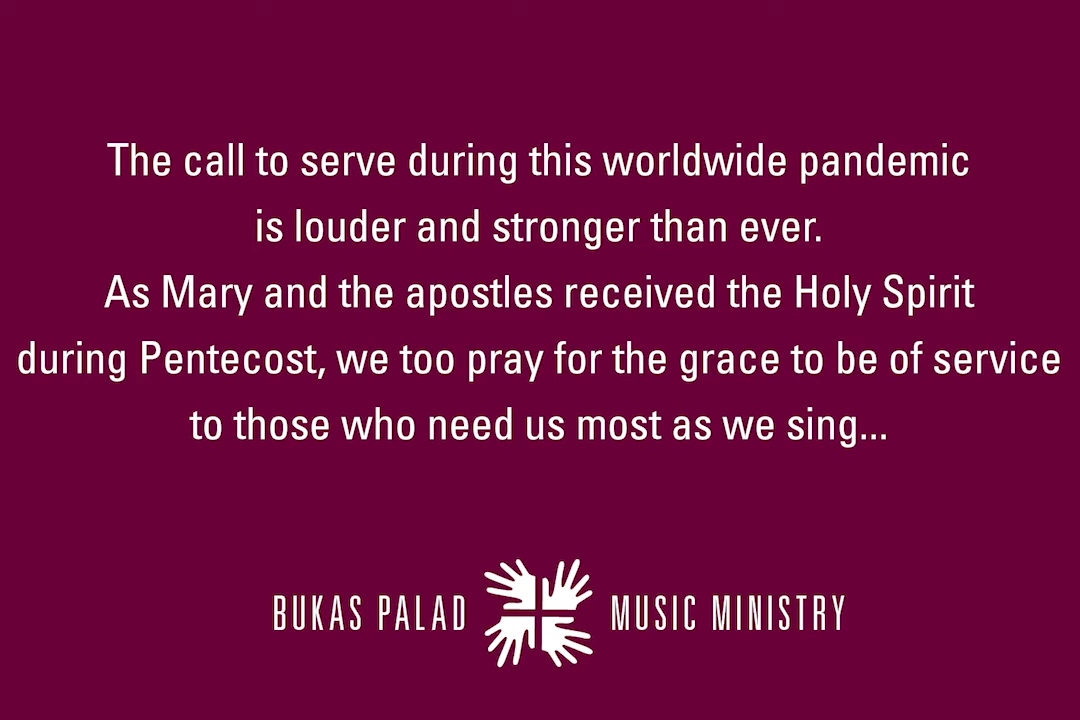 The call to serve during this worldwide pandemic
is louder and stronger than ever.
As Mary and the apostles received the Holy Spirit
during Pentecost, we too pray for the grace to be of service
to those who need us most as we sing...
BUKAS PALAD MUSIC MINISTRY